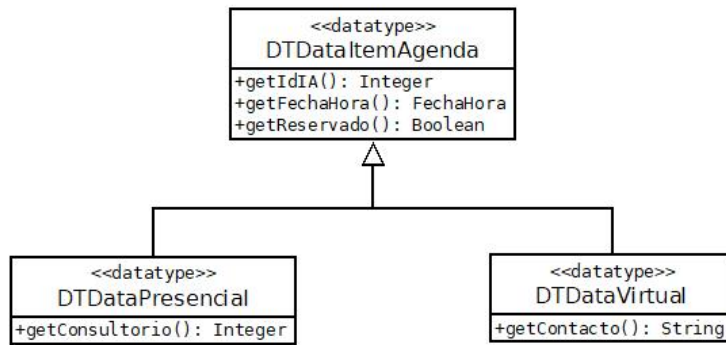 <<datatype>>
DTDataItemAgenda
+getIdIA(): Integer
+getFechaHora(): FechaHora
+getReservado(): Boolean
<<datatype>>
DTDataPresencial
+getConsultorio(): Integer
<<datatype>>
DTDataVirtual
+getContacto(): String